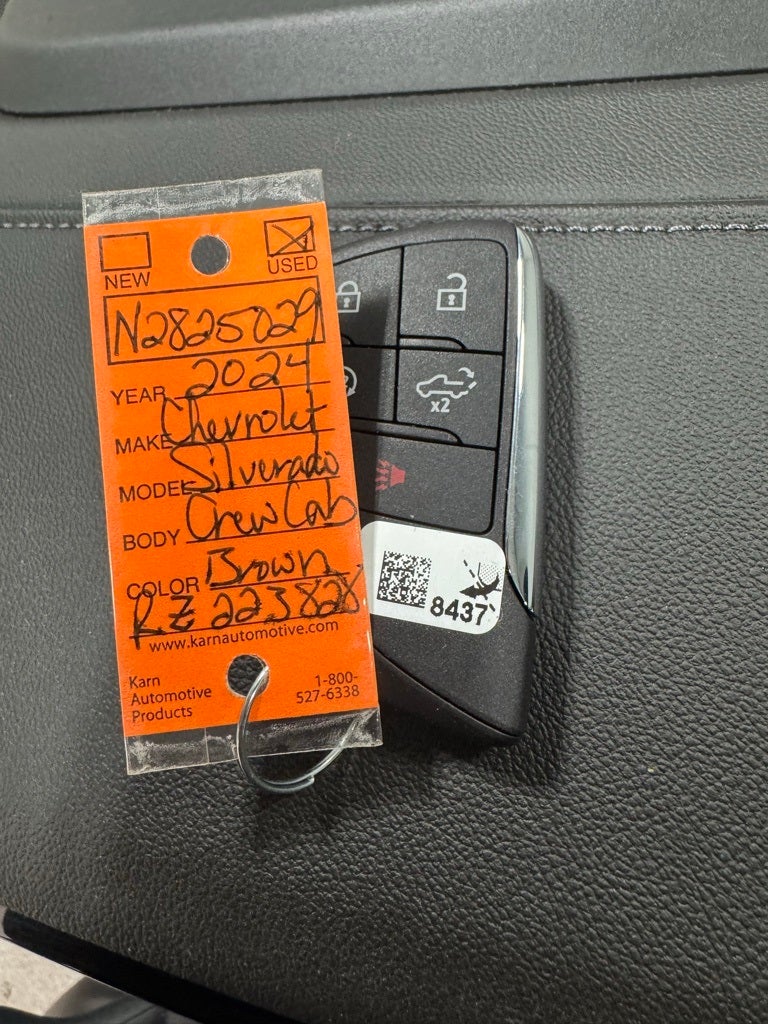 NEW
USED
N2825029
YEAR 2024
MAKE Chevrolet
MODEL Silverado
BODY Crew Cab
COLOR Brown
RZ 223828
www.karnautomotive.com
Karn
Automotive
Products
1-800-
527-6338
x2
8437